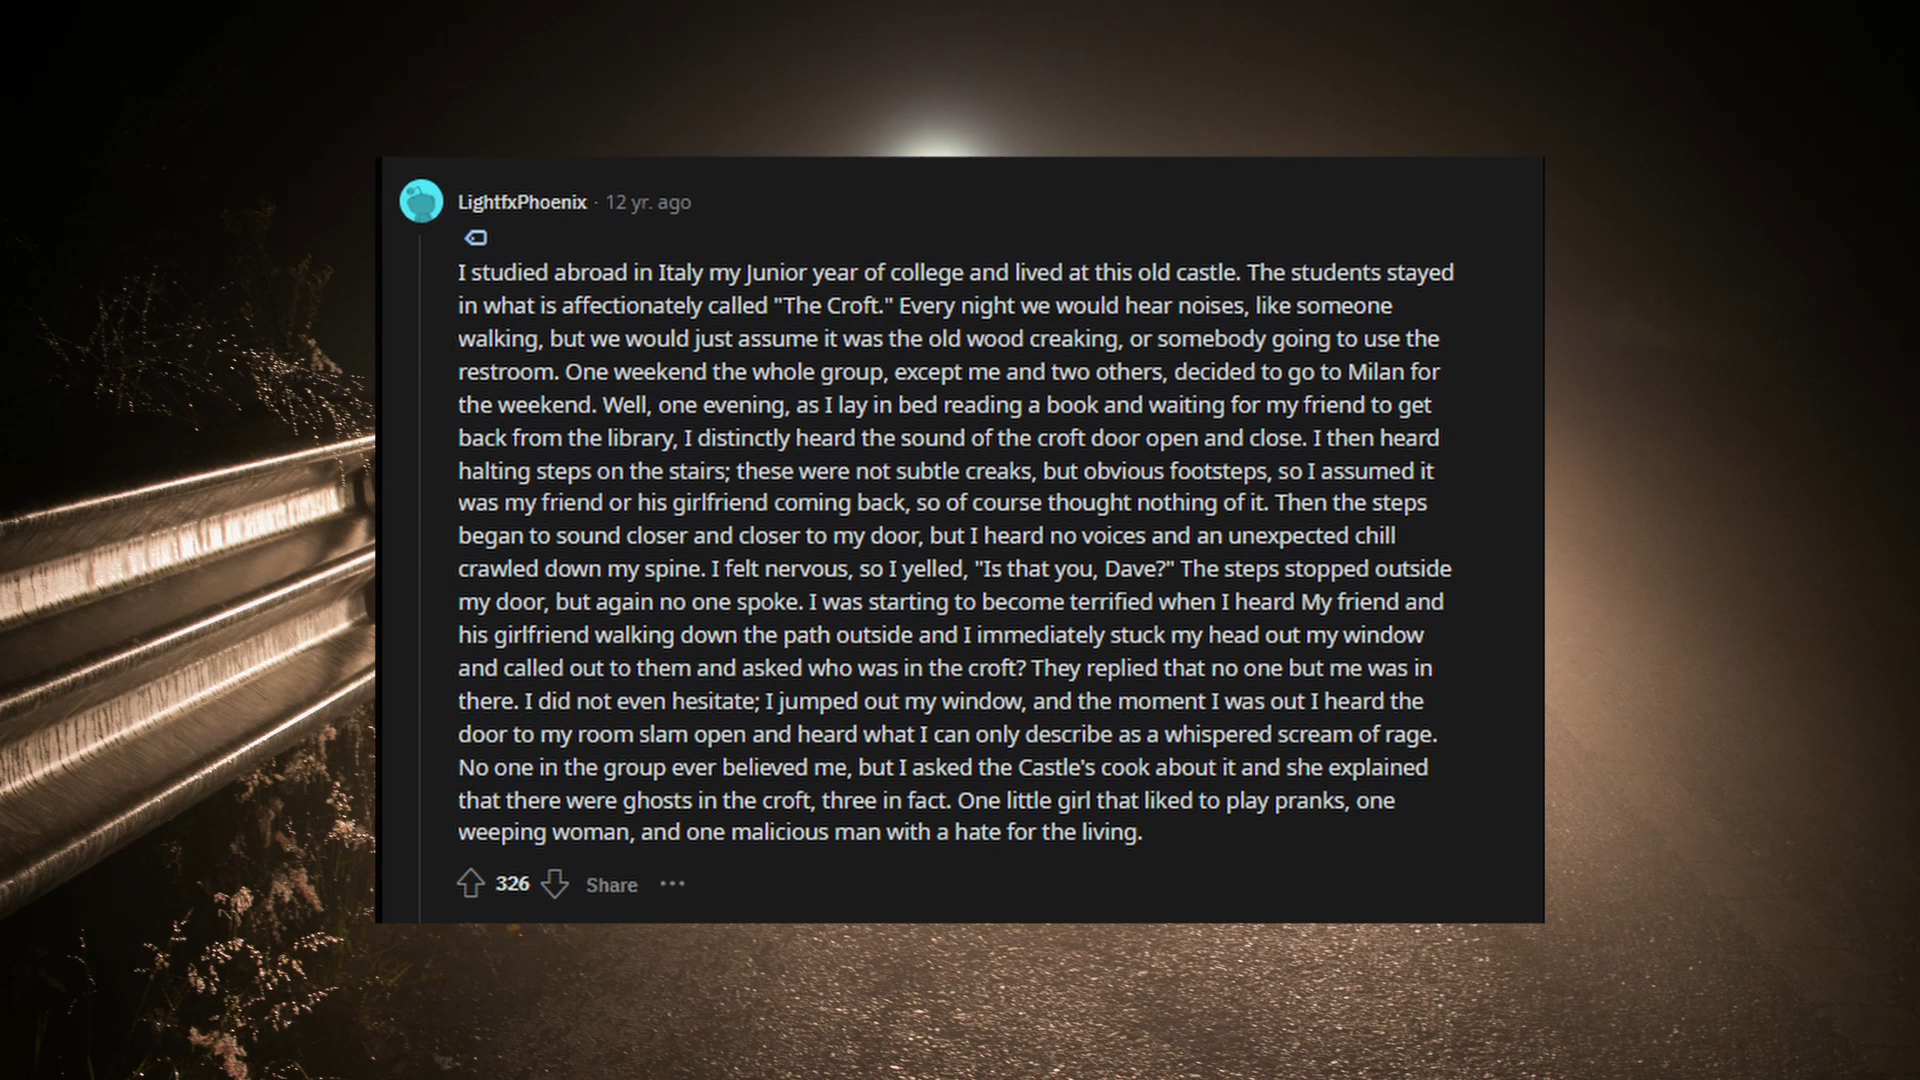 LightfxPhoenix · 12 yr. ago
I studied abroad in Italy my Junior year of college and lived at this old castle. The students stayed
in what is affectionately called "The Croft." Every night we would hear noises, like someone
walking, but we would just assume it was the old wood creaking, or somebody going to use the
restroom. One weekend the whole group, except me and two others, decided to go to Milan for
the weekend. Well, one evening, as I lay in bed reading a book and waiting for my friend to get
back from the library, I distinctly heard the sound of the croft door open and close. I then heard
halting steps on the stairs; these were not subtle creaks, but obvious footsteps, so I assumed it
was my friend or his girlfriend coming back, so of course thought nothing of it. Then the steps
began to sound closer and closer to my door, but I heard no voices and an unexpected chill
crawled down my spine. I felt nervous, so I yelled, "Is that you, Dave?" The steps stopped outside
my door, but again no one spoke. I was starting to become terrified when I heard My friend and
his girlfriend walking down the path outside and I immediately stuck my head out my window
and called out to them and asked who was in the croft? They replied that no one but me was in
there. I did not even hesitate; I jumped out my window, and the moment I was out I heard the
door to my room slam open and heard what I can only describe as a whispered scream of rage.
No one in the group ever believed me, but I asked the Castle's cook about it and she explained
that there were ghosts in the croft, three in fact. One little girl that liked to play pranks, one
weeping woman, and one malicious man with a hate for the living.
326 Share ···